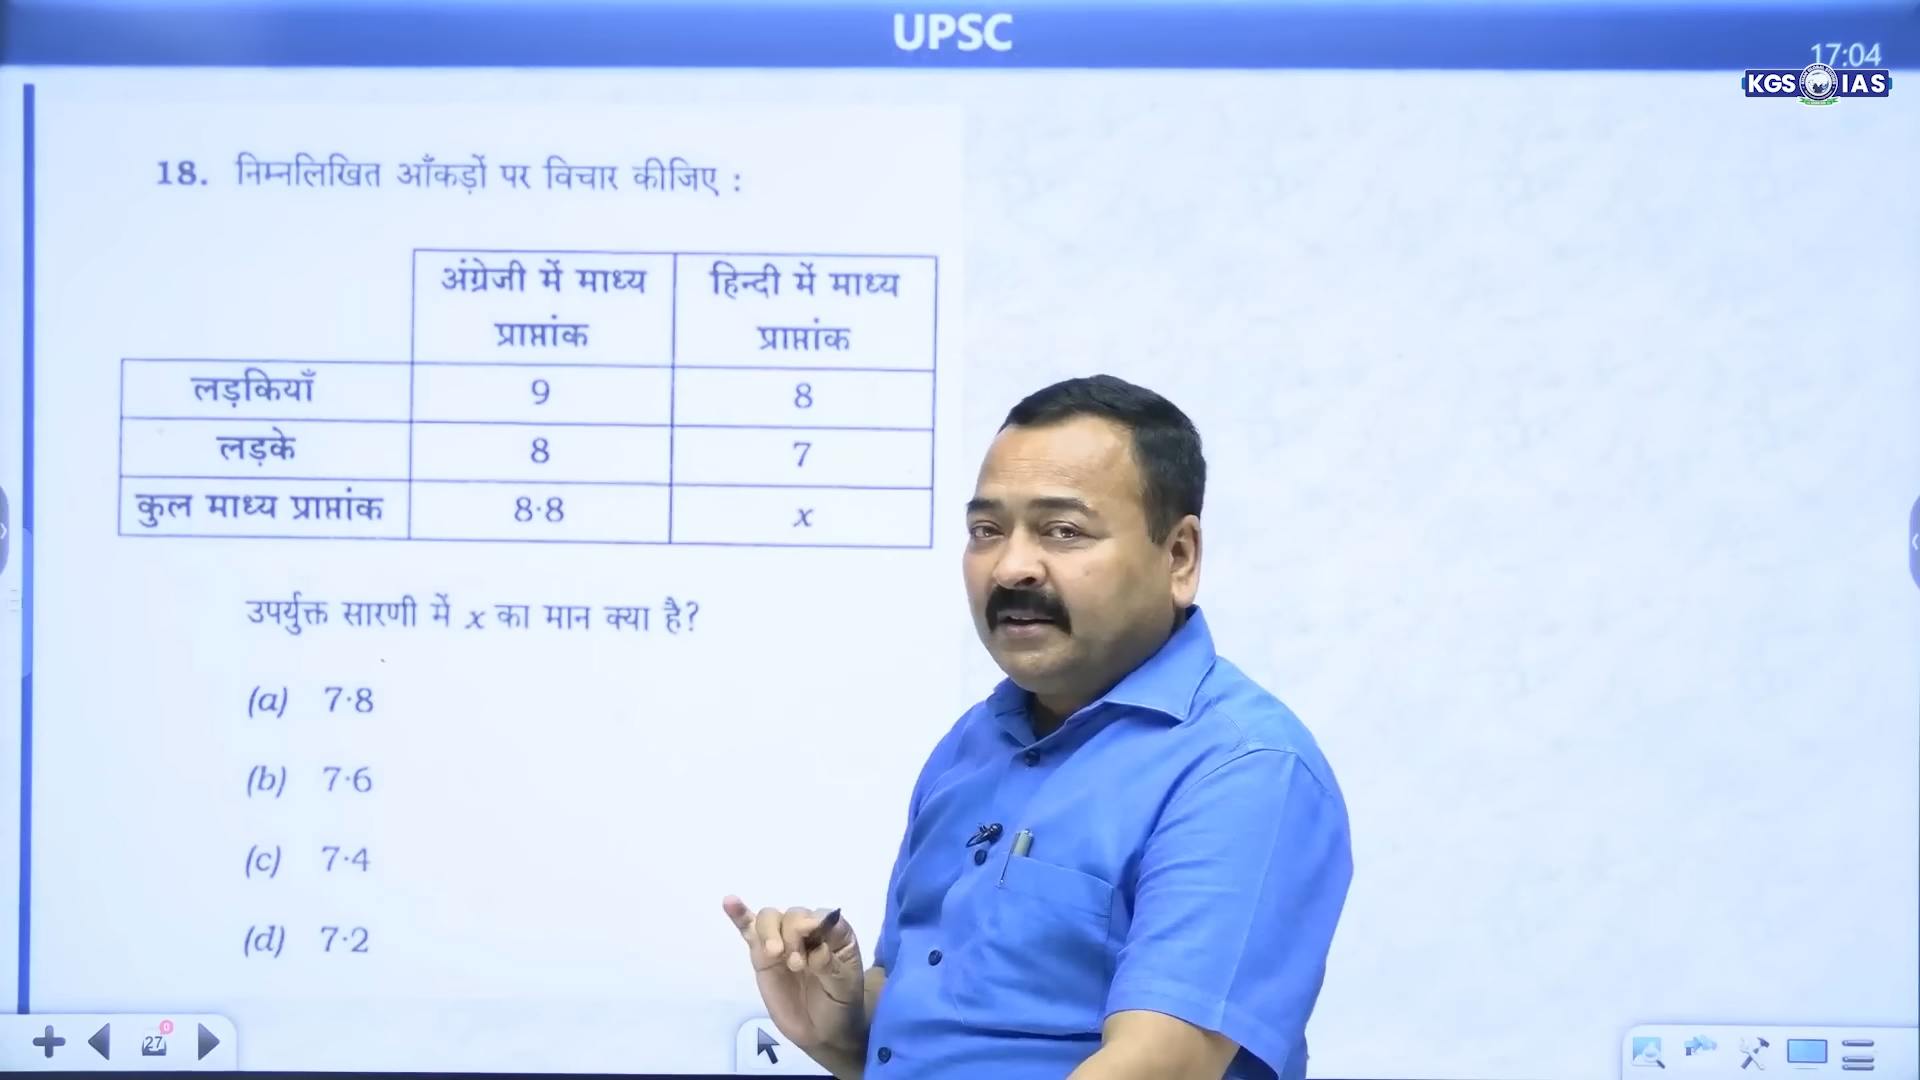 UPSC
17:04
KGS IAS
18. निम्नलिखित आँकड़ों पर विचार कीजिए :
अंग्रेजी में माध्य प्राप्तांक
हिन्दी में माध्य प्राप्तांक
लड़कियाँ 9 8
लड़के 8 7
कुल माध्य प्राप्तांक 8·8 x
उपर्युक्त सारणी में x का मान क्या है?
(a) 7·8
(b) 7·6
(c) 7·4
(d) 7·2
27
0